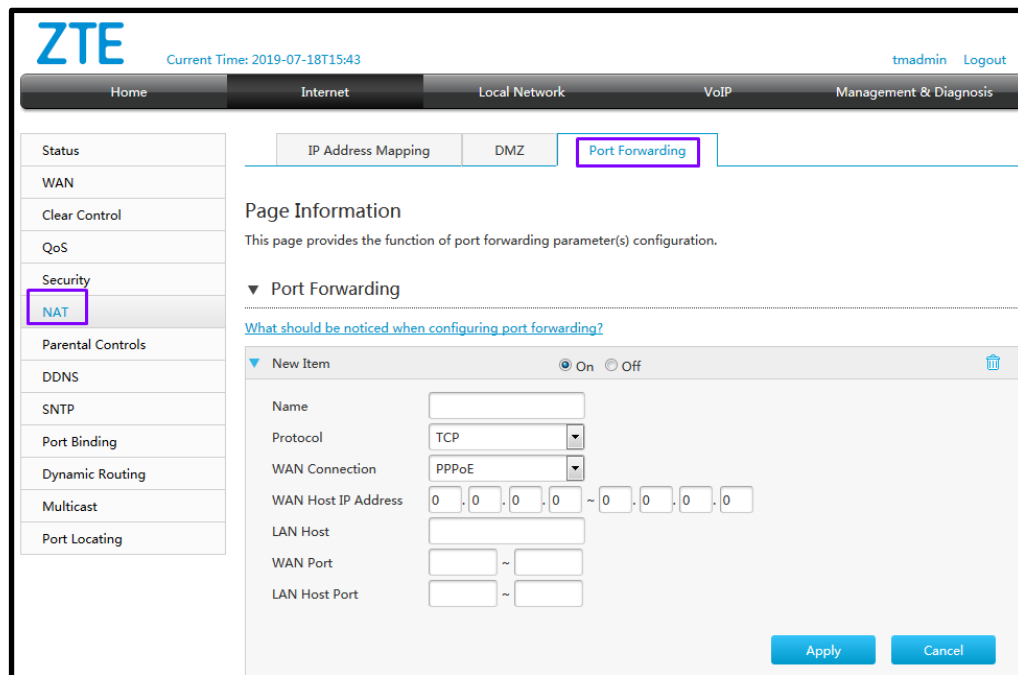 ZTE
Current Time: 2019-07-18T15:43 tmadmin Logout
Home Internet Local Network VoIP Management & Diagnosis
Status
WAN
Clear Control
QoS
Security
NAT
Parental Controls
DDNS
SNTP
Port Binding
Dynamic Routing
Multicast
Port Locating
IP Address Mapping DMZ Port Forwarding
Page Information
This page provides the function of port forwarding parameter(s) configuration.
▼ Port Forwarding
What should be noticed when configuring port forwarding?
▼ New Item On Off
Name
Protocol TCP
WAN Connection PPPoE
WAN Host IP Address 0 . 0 . 0 . 0 ~ 0 . 0 . 0 . 0
LAN Host
WAN Port ~
LAN Host Port ~
Apply Cancel